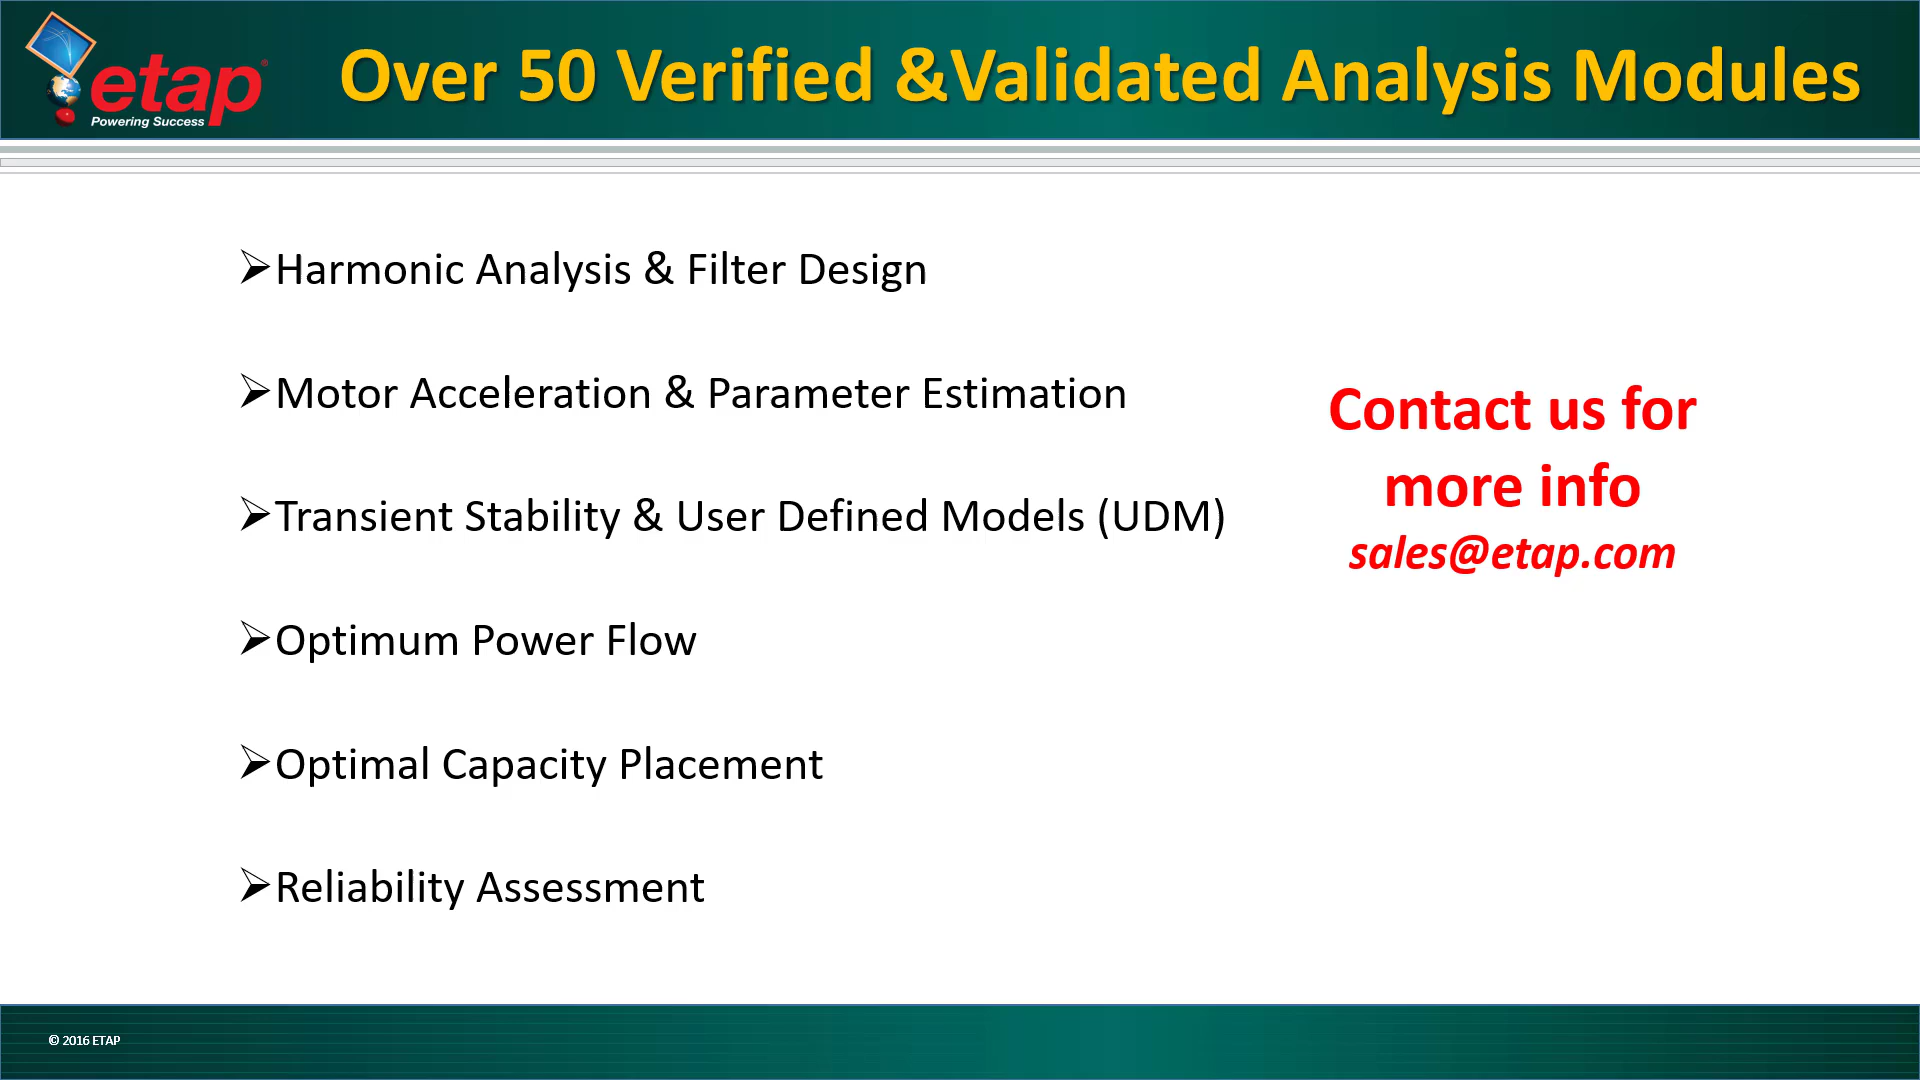 etap®
Powering Success
Over 50 Verified &Validated Analysis Modules
➢Harmonic Analysis & Filter Design
➢Motor Acceleration & Parameter Estimation
➢Transient Stability & User Defined Models (UDM)
➢Optimum Power Flow
➢Optimal Capacity Placement
➢Reliability Assessment
Contact us for
more info
sales@etap.com
© 2016 ETAP